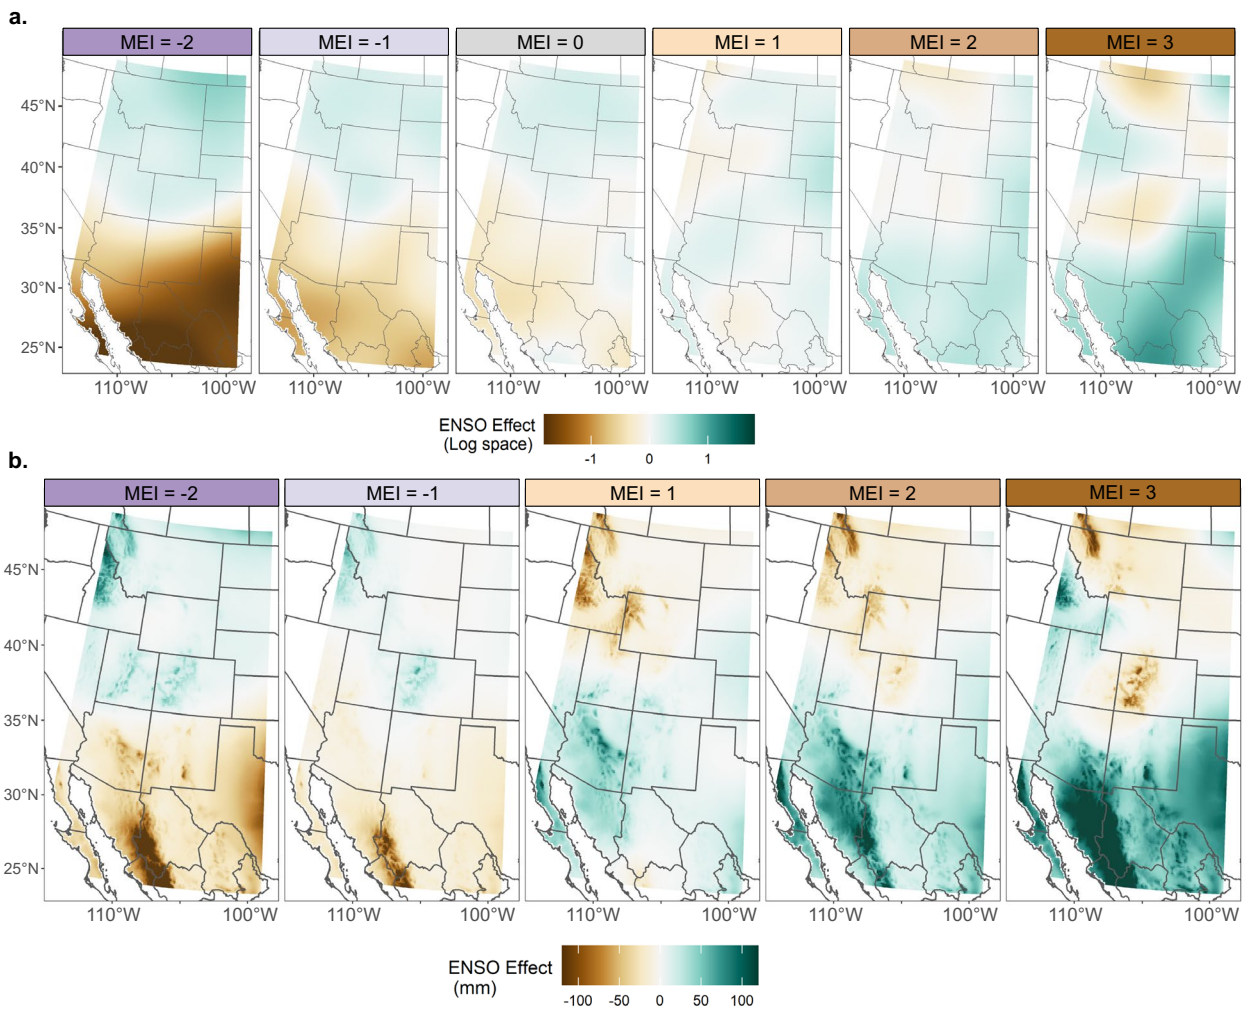 a.
MEI = -2 MEI = -1 MEI = 0 MEI = 1 MEI = 2 MEI = 3
45°N
40°N
35°N
30°N
25°N
110°W 100°W 110°W 100°W 110°W 100°W 110°W 100°W 110°W 100°W 110°W 100°W
ENSO Effect
(Log space)
-1 0 1
b.
MEI = -2 MEI = -1 MEI = 1 MEI = 2 MEI = 3
45°N
40°N
35°N
30°N
25°N
110°W 100°W 110°W 100°W 110°W 100°W 110°W 100°W 110°W 100°W
ENSO Effect
(mm)
-100 -50 0 50 100